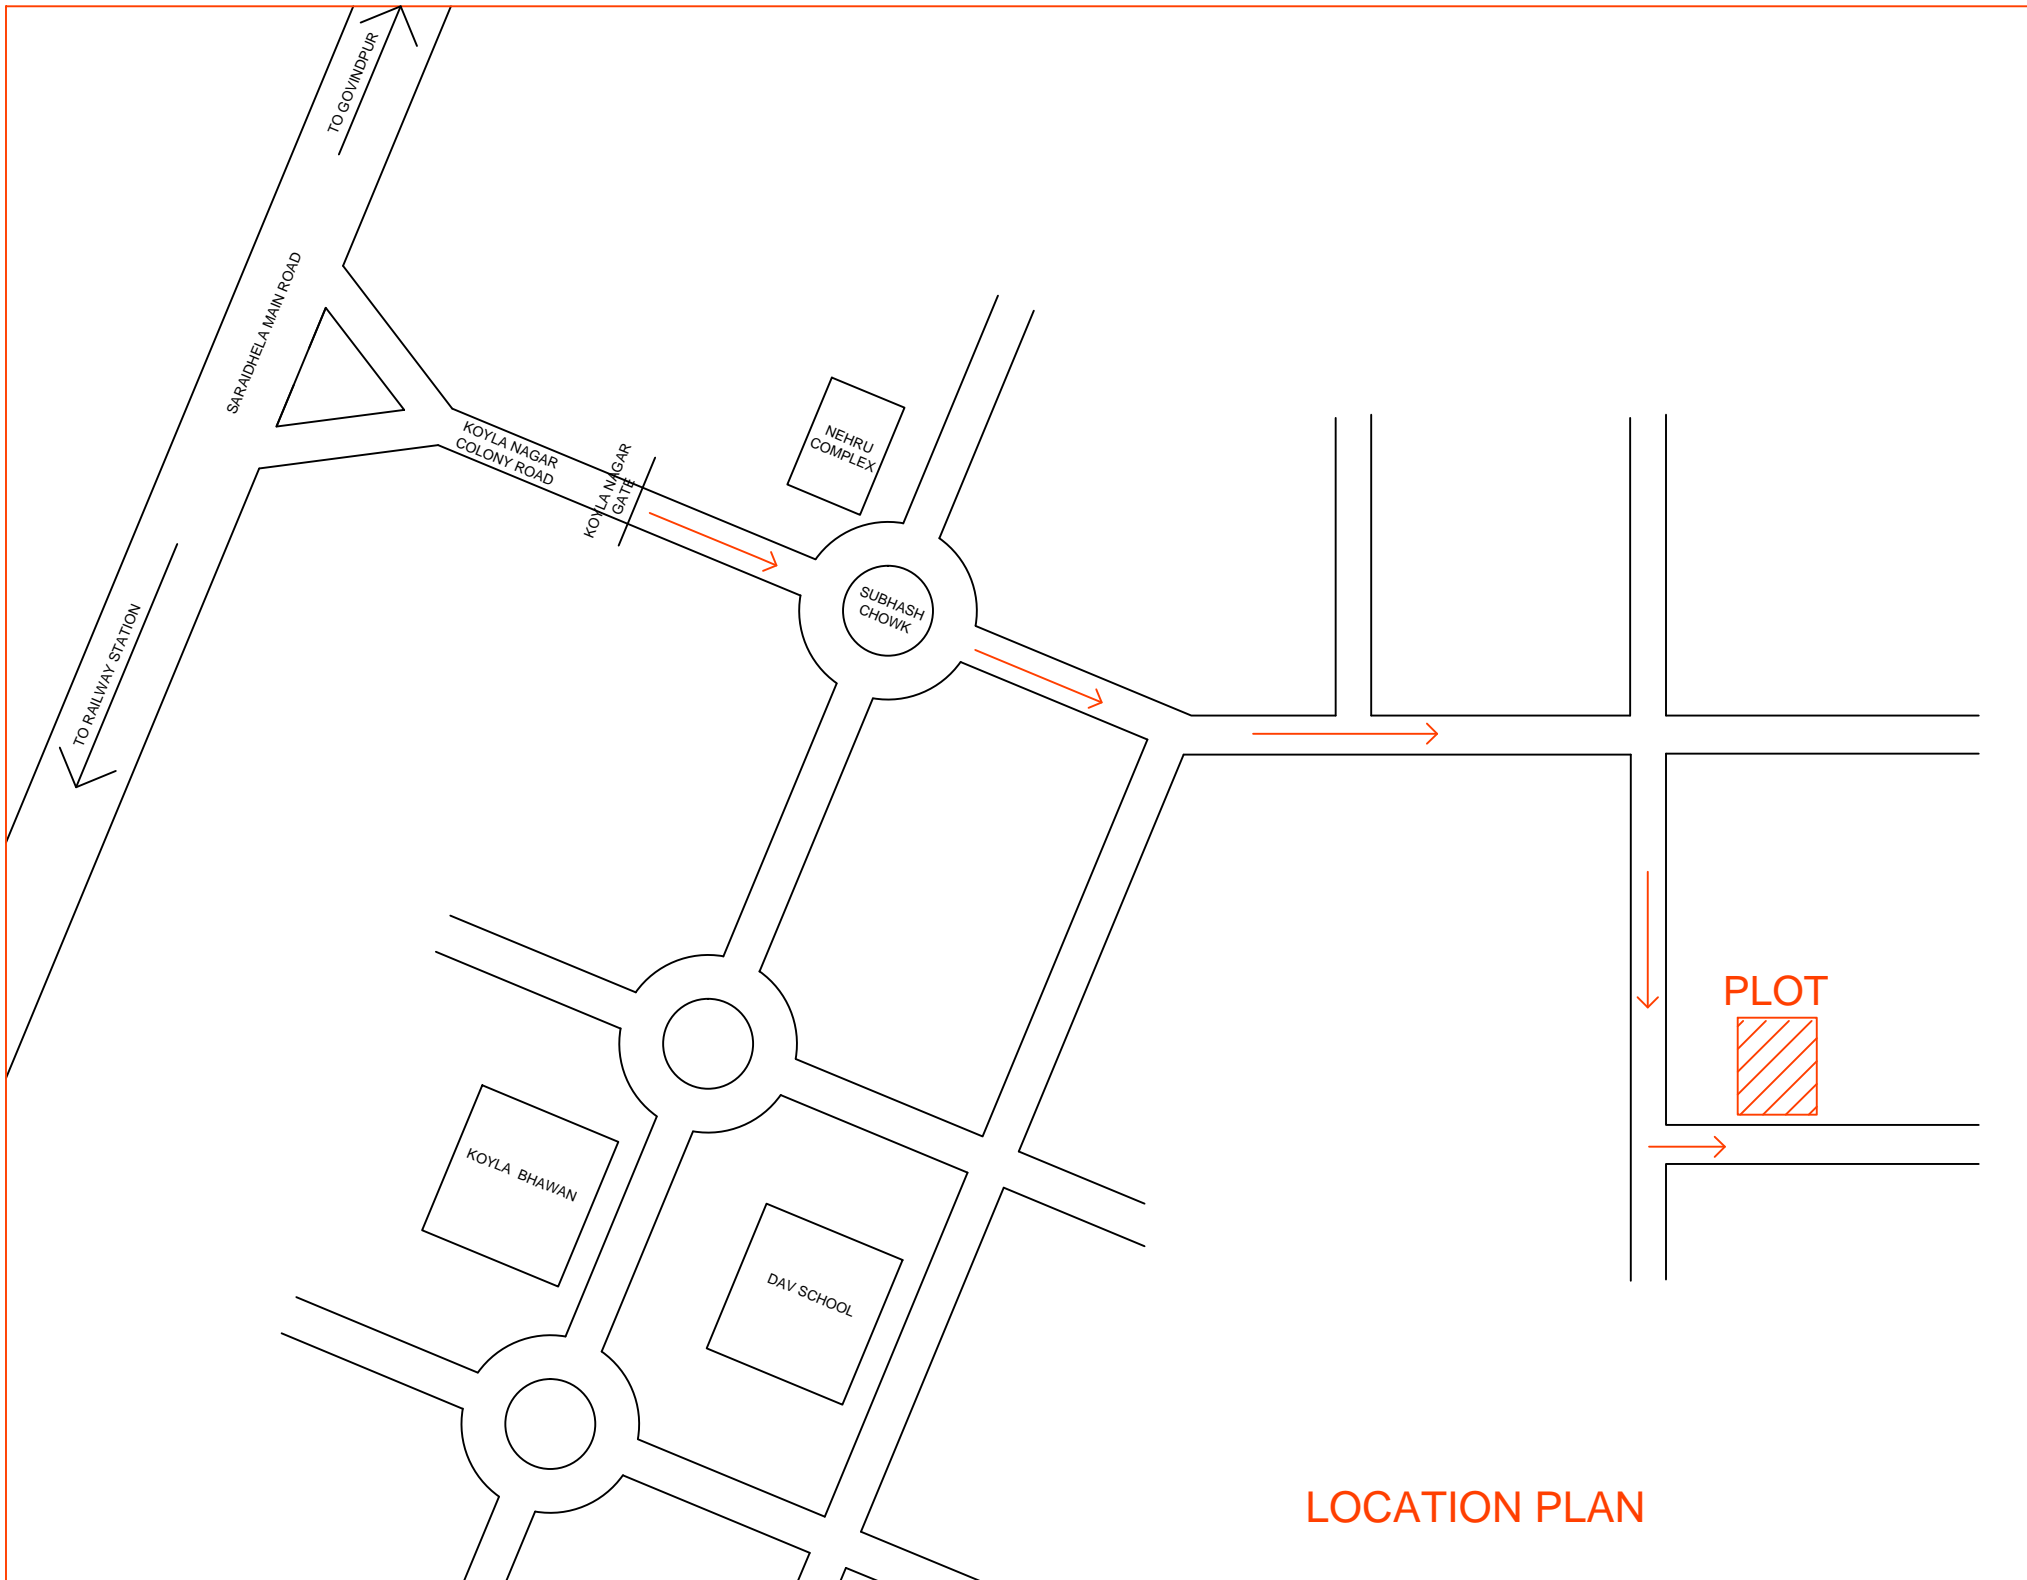 TO GOVINDPUR
SARAIDHELA MAIN ROAD
TO RAILWAY STATION
KOYLA NAGAR
COLONY ROAD
KOYLA NAGAR
GATE
NEHRU
COMPLEX
SUBHASH
CHOWK
PLOT
KOYLA BHAWAN
DAV SCHOOL
LOCATION PLAN